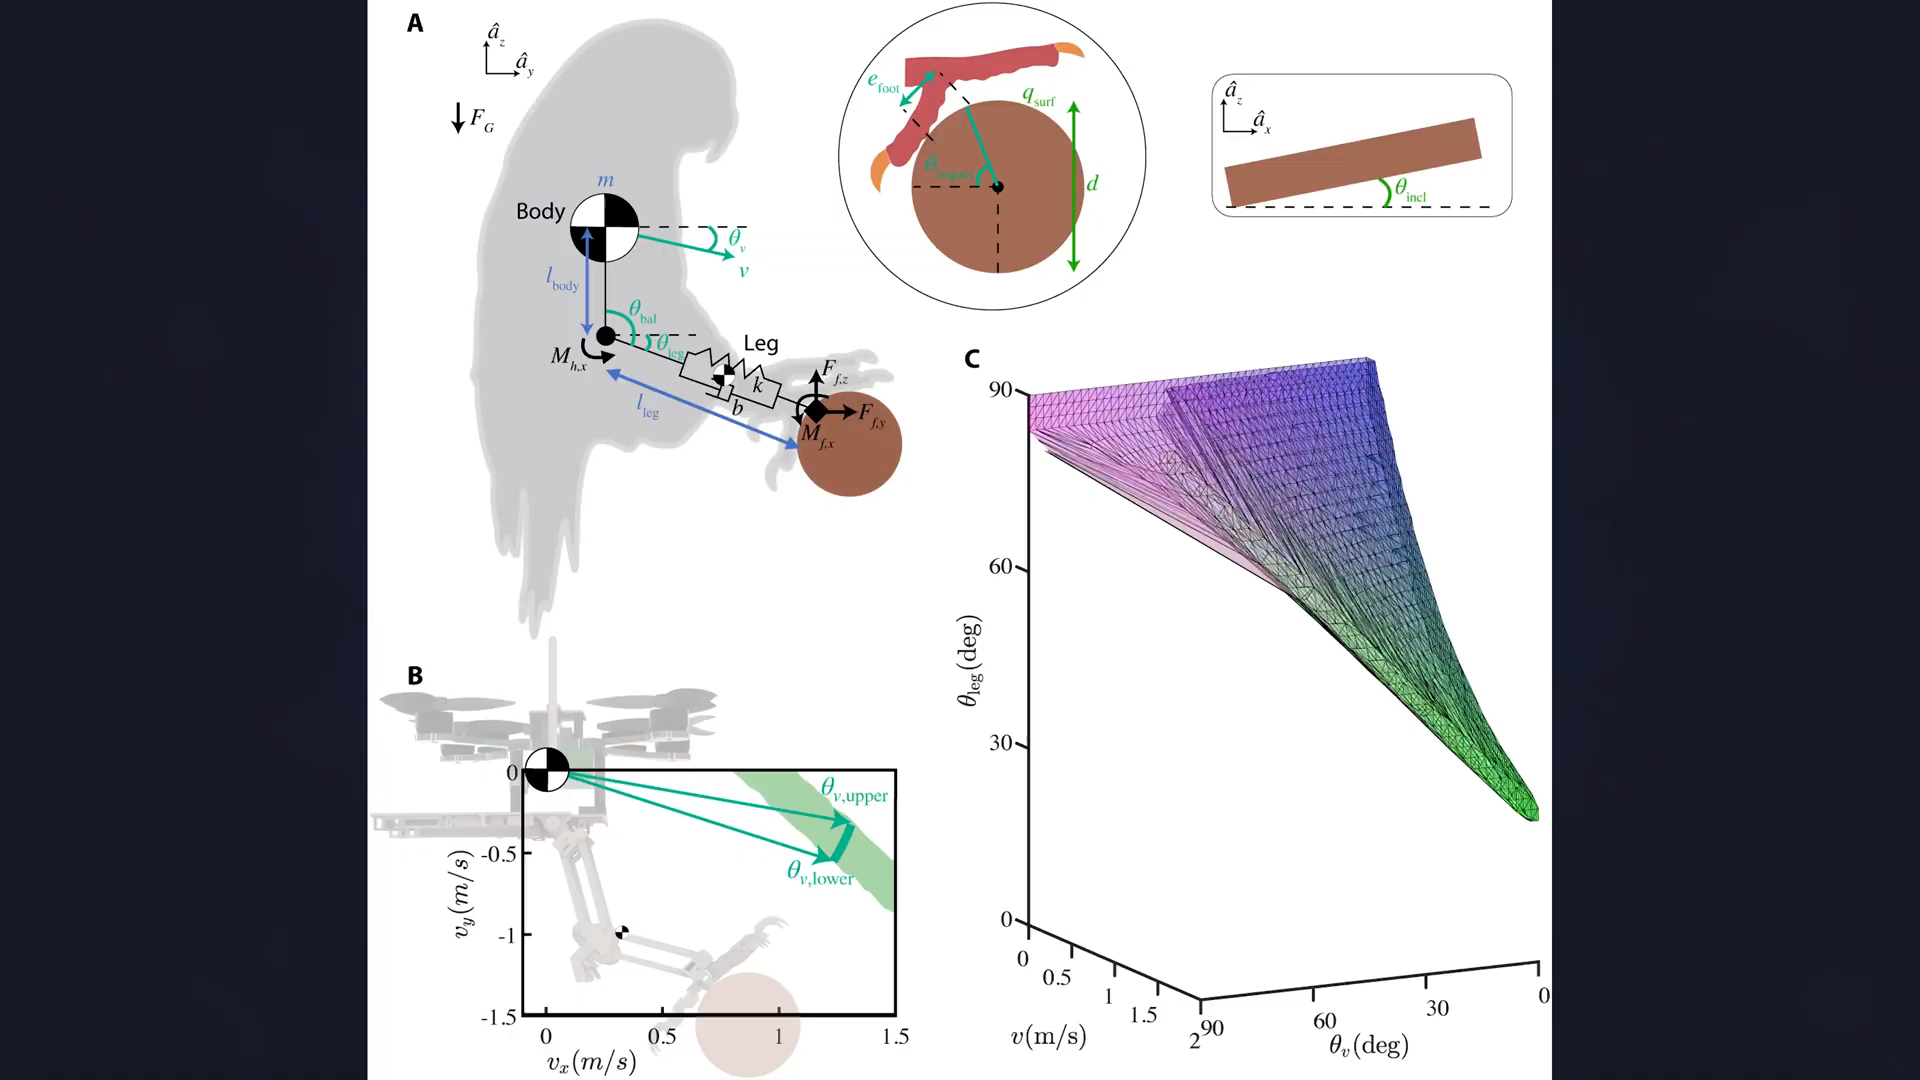 A
â_z
â_y
F_G
m
Body
θ_v
v
l_body
θ_bal
θ_leg
M_h,x
Leg
k
b
l_leg
F_f,z
F_f,y
M_f,x
e_foot
q_surf
θ_impact
d
â_z
â_x
θ_incl
B
0
-0.5
-1
-1.5
v_y(m/s)
θ_v,upper
θ_v,lower
0
0.5
1
1.5
v_x(m/s)
C
90
60
30
0
θ_leg(deg)
0
0.5
1
1.5
2
v(m/s)
90
60
30
0
θ_v(deg)